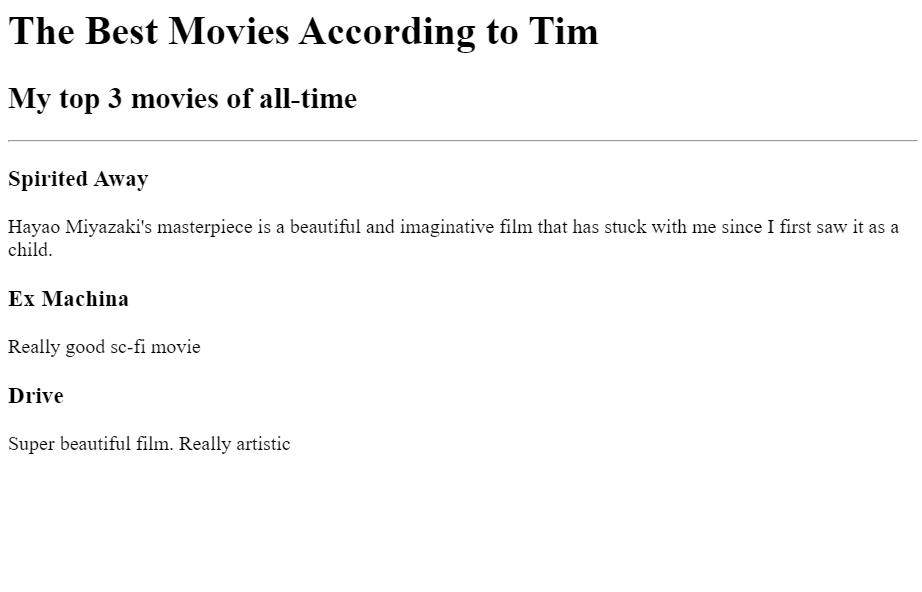 The Best Movies According to Tim
My top 3 movies of all-time
Spirited Away
Hayao Miyazaki's masterpiece is a beautiful and imaginative film that has stuck with me since I first saw it as a
child.
Ex Machina
Really good sc-fi movie
Drive
Super beautiful film. Really artistic